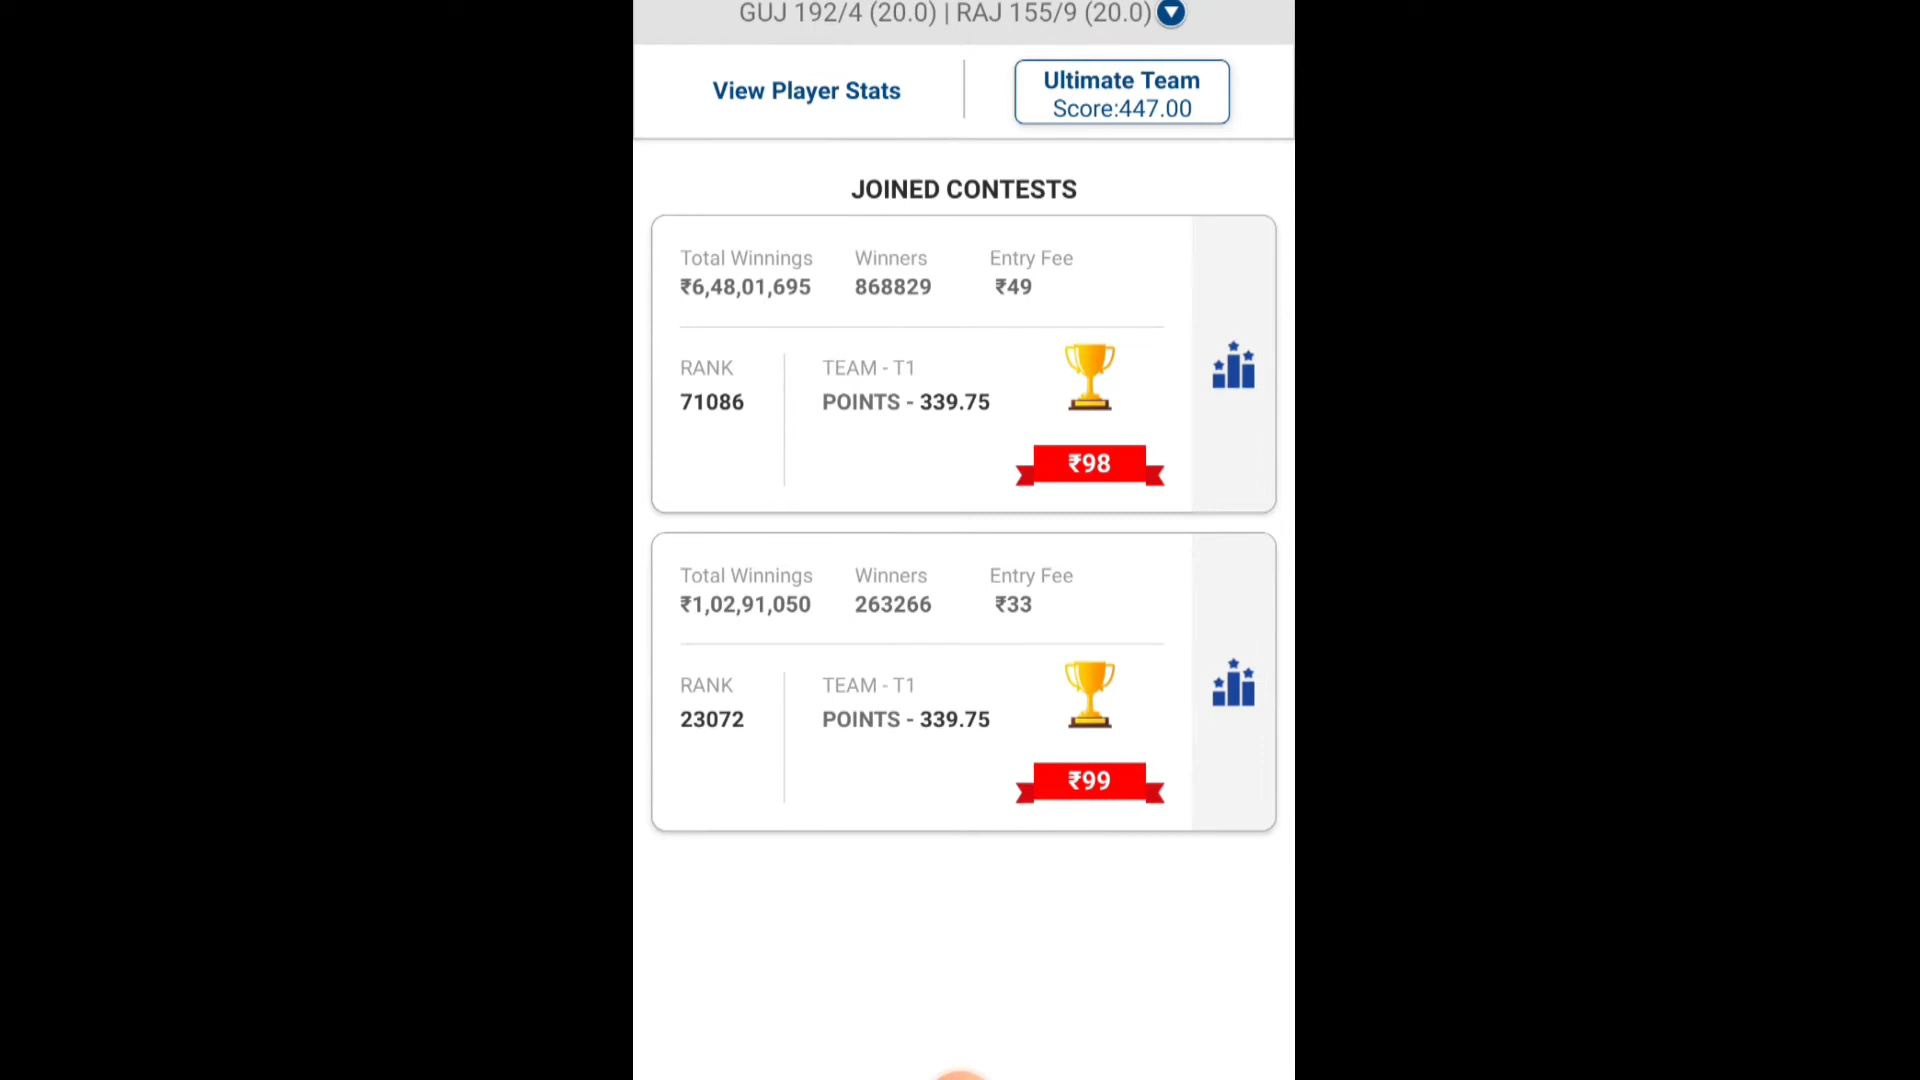 GUJ 192/4 (20.0) | RAJ 155/9 (20.0)
View Player Stats
Ultimate Team
Score:447.00
JOINED CONTESTS
Total Winnings Winners Entry Fee
₹6,48,01,695 868829 ₹49
RANK TEAM - T1
71086 POINTS - 339.75
₹98
Total Winnings Winners Entry Fee
₹1,02,91,050 263266 ₹33
RANK TEAM - T1
23072 POINTS - 339.75
₹99